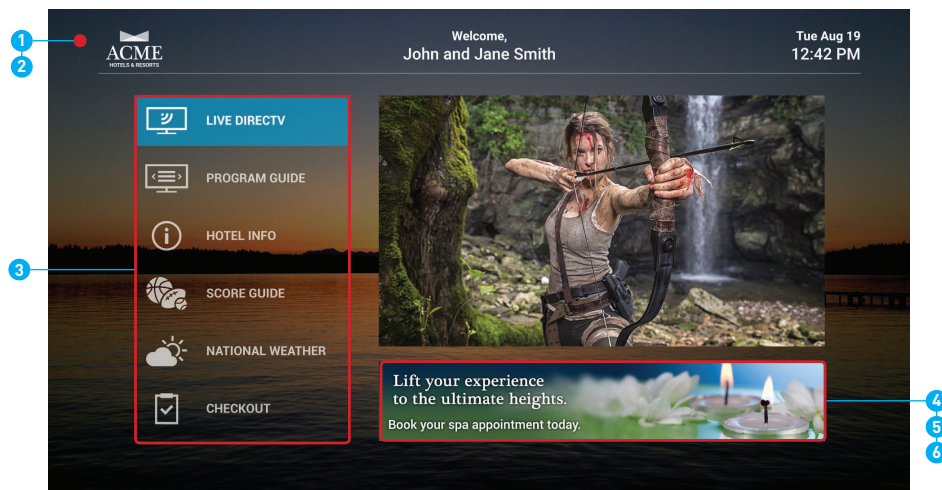 1
2
ACME
HOTELS & RESORTS
Welcome,
John and Jane Smith
Tue Aug 19
12:42 PM
LIVE DIRECTV
PROGRAM GUIDE
HOTEL INFO
3
SCORE GUIDE
NATIONAL WEATHER
CHECKOUT
Lift your experience
to the ultimate heights.
Book your spa appointment today.
4
5
6